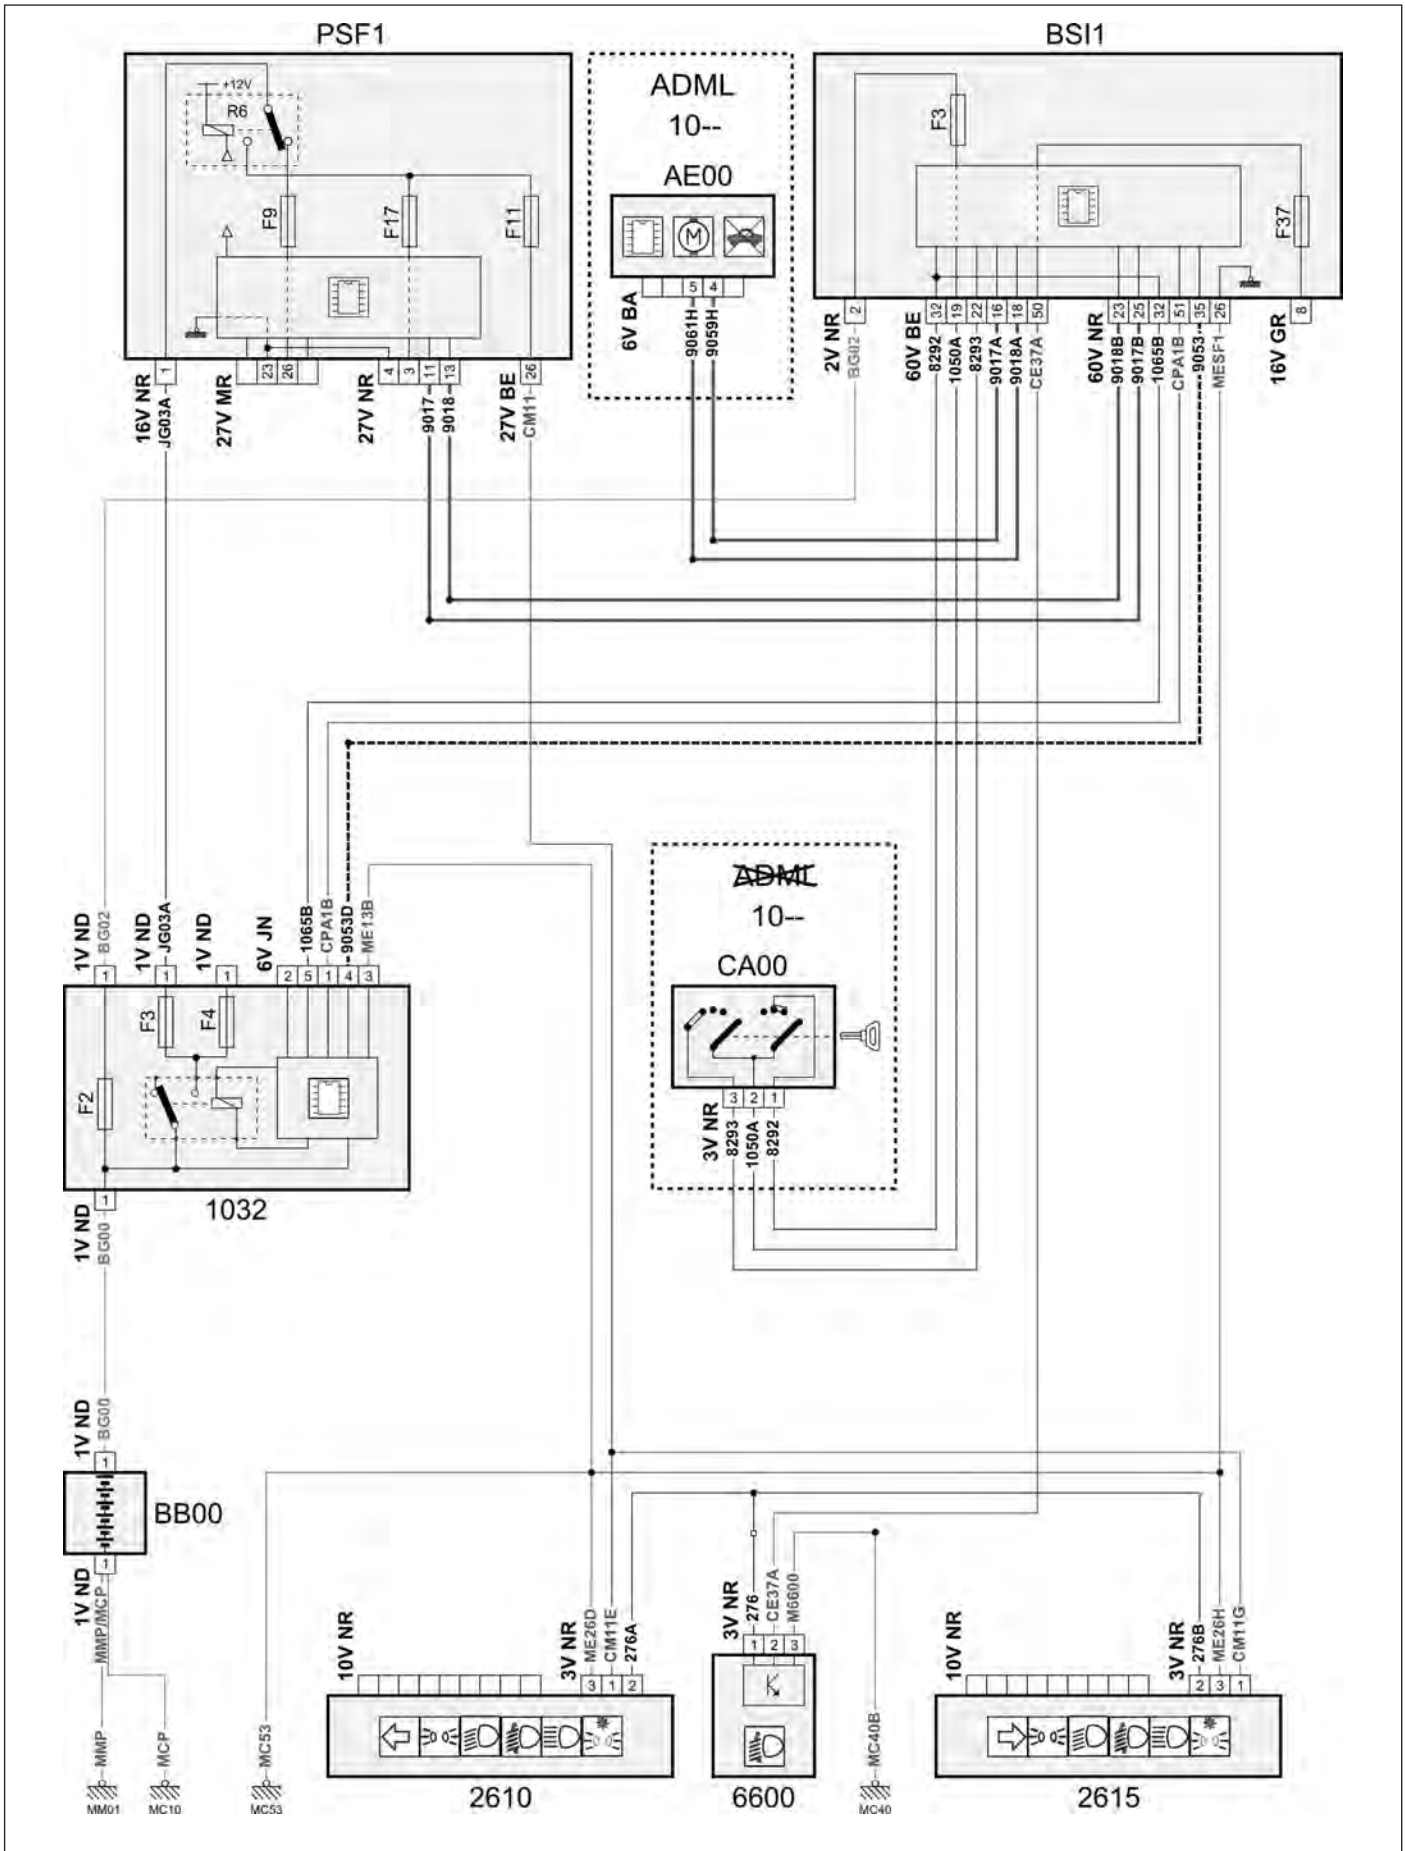 PSF1
BSI1
ADML
10--
AE00
+12V
R6
F9
F17
F11
F3
F37
5 4
6V BA
9061H
9059H
1
23 26
4 3 11 13
26
16V NR
JG03A
27V MR
27V NR
9017
9018
27V BE
CM11
2
32 19 22 16 18 50
23 25 32 51 35 26
8
2V NR
BG02
60V BE
8292
1050A
8293
9017A
9018A
CE37A
60V NR
9018B
9017B
1065B
CPA1B
9053
MESF1
16V GR
ADML
10--
CA00
3 2 1
3V NR
8293
1050A
8292
1V ND
BG02
1V ND
JG03A
1V ND
6V JN
1065B
CPA1B
9053D
ME13B
1
1
1
2 5 1 4 3
F3
F4
F2
1
1032
1V ND
BG00
1V ND
BG00
1
BB00
1
1V ND
MMP/MCP
MMP
MCP
MC53
MM01
MC10
MC53
10V NR
3V NR
ME26D
CM11E
276A
3 1 2
2610
3V NR
276
CE37A
M6600
1 2 3
6600
MC40B
MC40
10V NR
3V NR
276B
ME26H
CM11G
2 3 1
2615